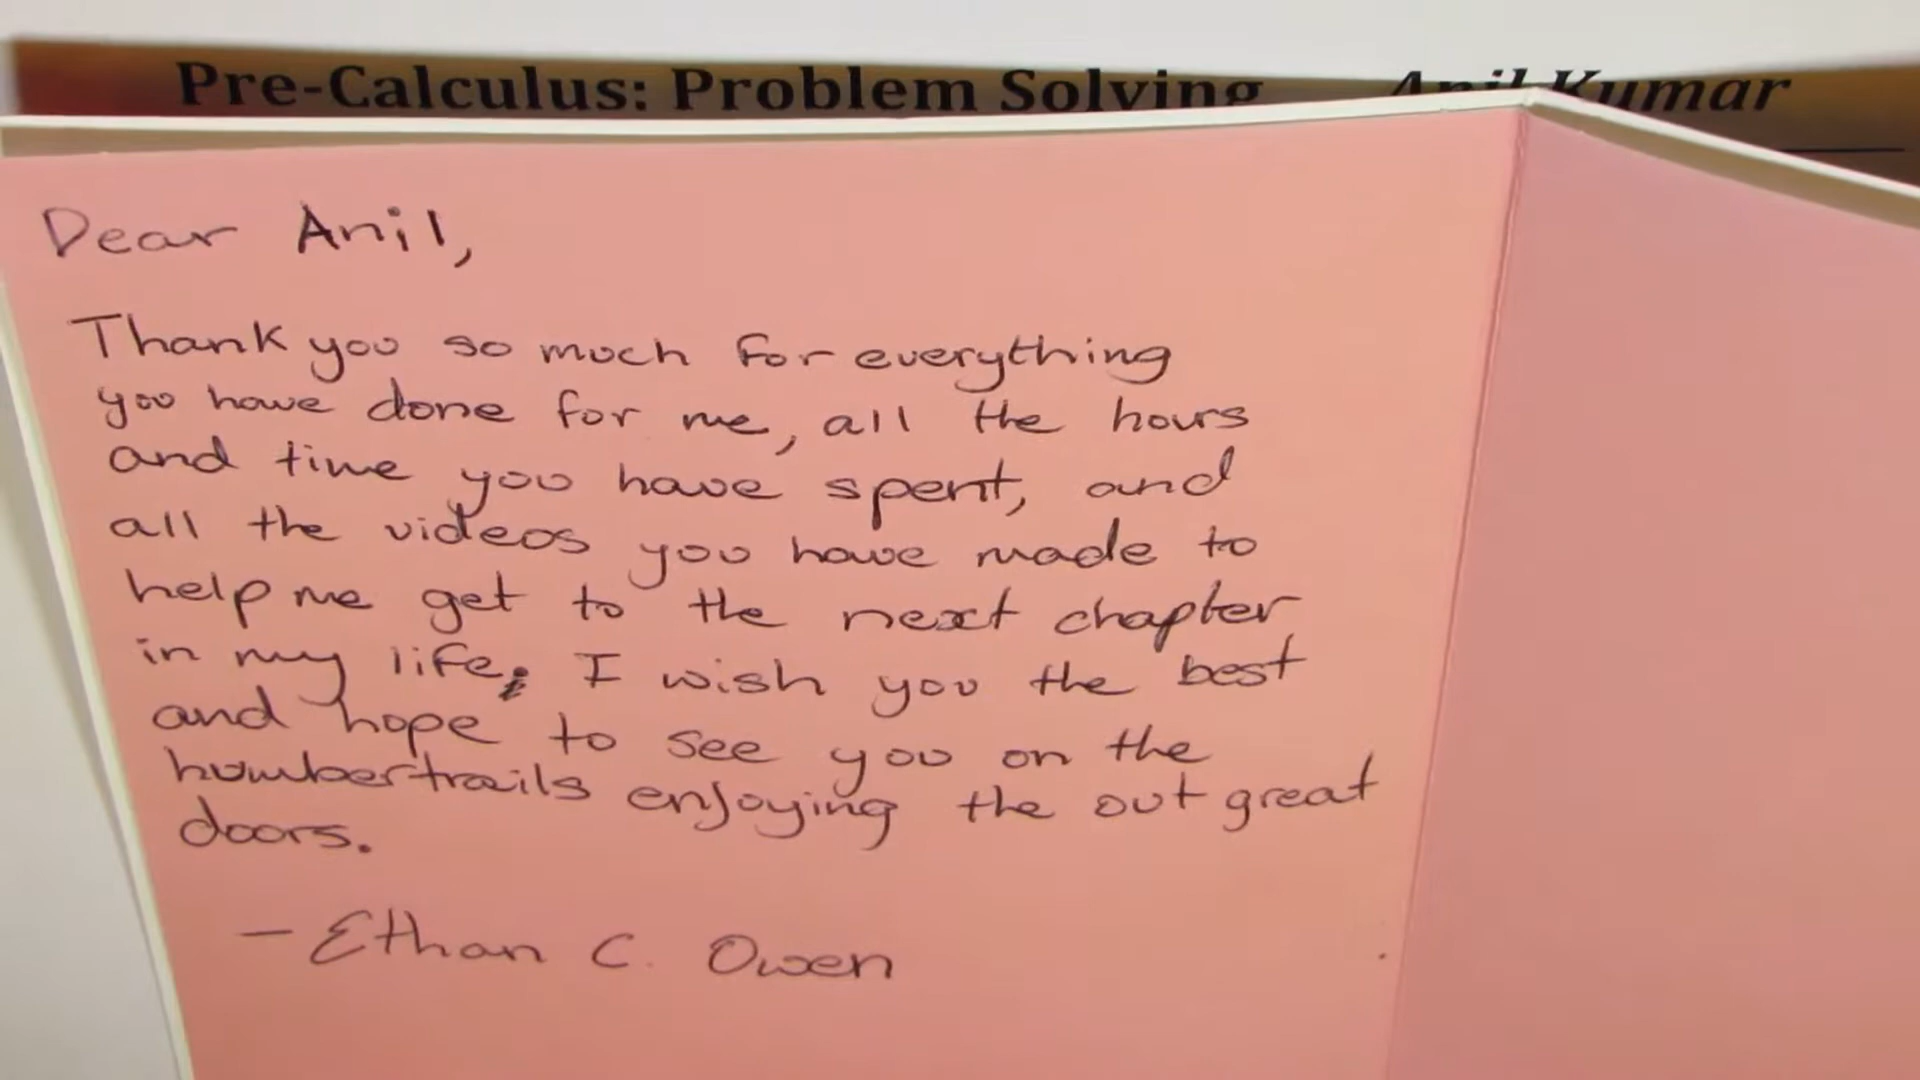 Pre-Calculus: Problem Solving Anil Kumar
Dear Anil,
Thank you so much for everything
you have done for me, all the hours
and time you have spent, and
all the videos you have made to
help me get to the next chapter
in my life; I wish you the best
and hope to see you on the
humbertrails enjoying the out great
doors.
- Ethan C. Owen